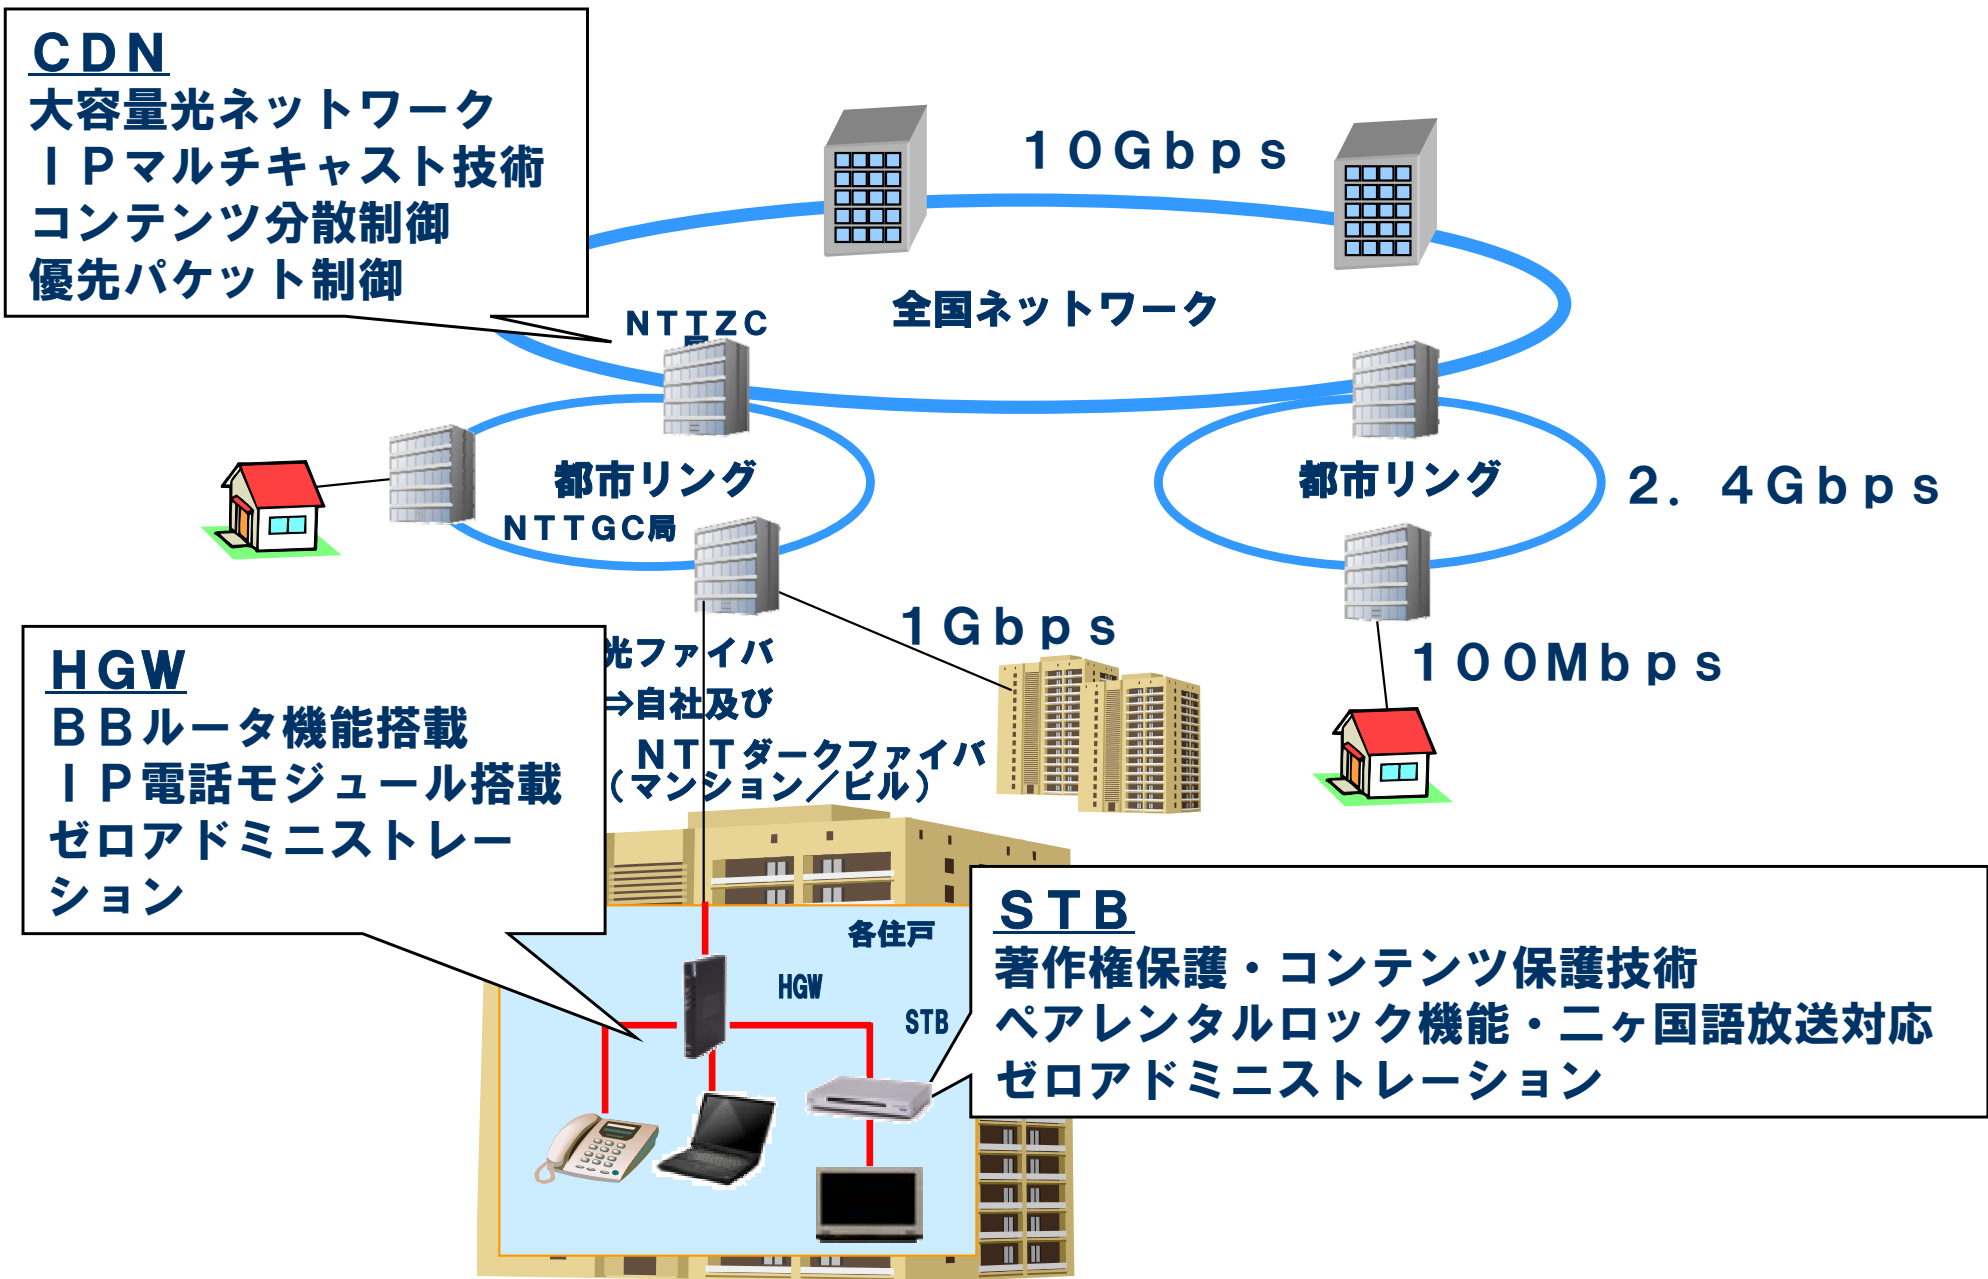 ＣＤＮ
大容量光ネットワーク
ＩＰマルチキャスト技術
コンテンツ分散制御
優先パケット制御
１０Ｇｂｐｓ
全国ネットワーク
ＮＴＴＺＣ
局
都市リング
ＮＴＴＧＣ局
都市リング
２．４Ｇｂｐｓ
１Ｇｂｐｓ
１００Ｍｂｐｓ
光ファイバ
⇒自社及び
ＮＴＴダークファイバ
（マンション／ビル）
ＨＧＷ
ＢＢルータ機能搭載
ＩＰ電話モジュール搭載
ゼロアドミニストレー
ション
各住戸
HGW
STB
ＳＴＢ
著作権保護・コンテンツ保護技術
ペアレンタルロック機能・二ヶ国語放送対応
ゼロアドミニストレーション